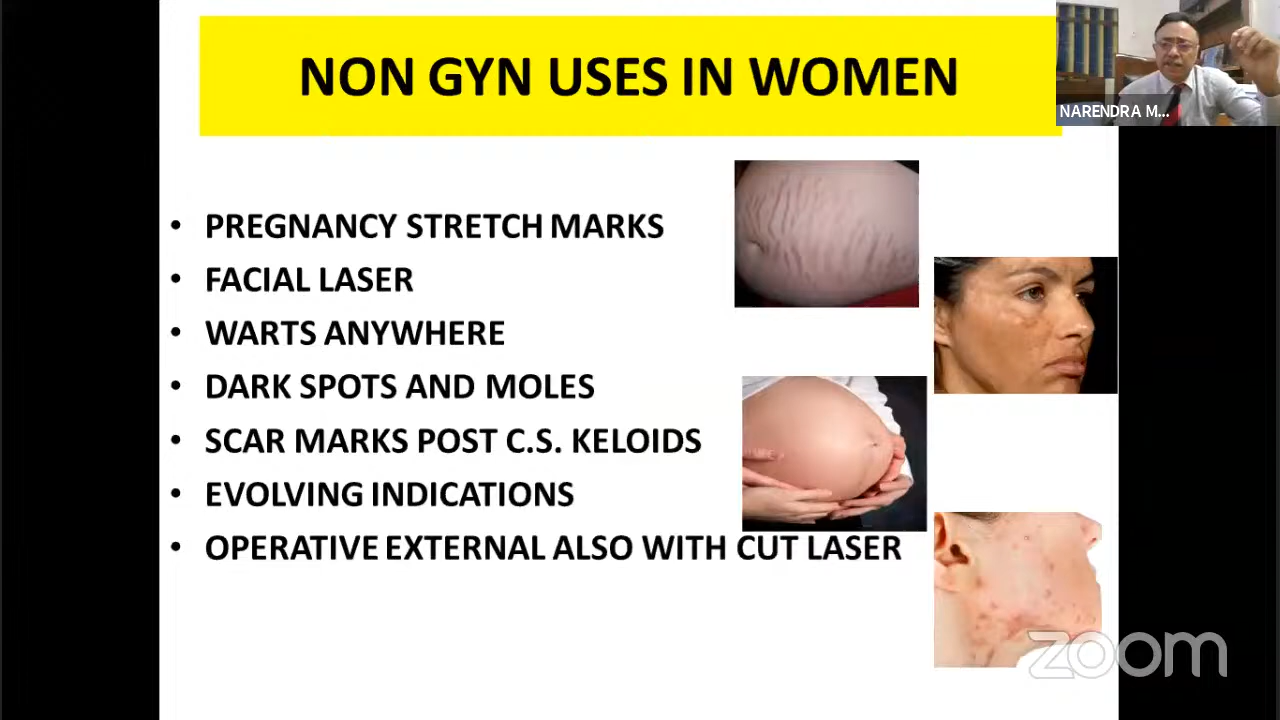 NON GYN USES IN WOMEN
NARENDRA M...
• PREGNANCY STRETCH MARKS
• FACIAL LASER
• WARTS ANYWHERE
• DARK SPOTS AND MOLES
• SCAR MARKS POST C.S. KELOIDS
• EVOLVING INDICATIONS
• OPERATIVE EXTERNAL ALSO WITH CUT LASER
zoom